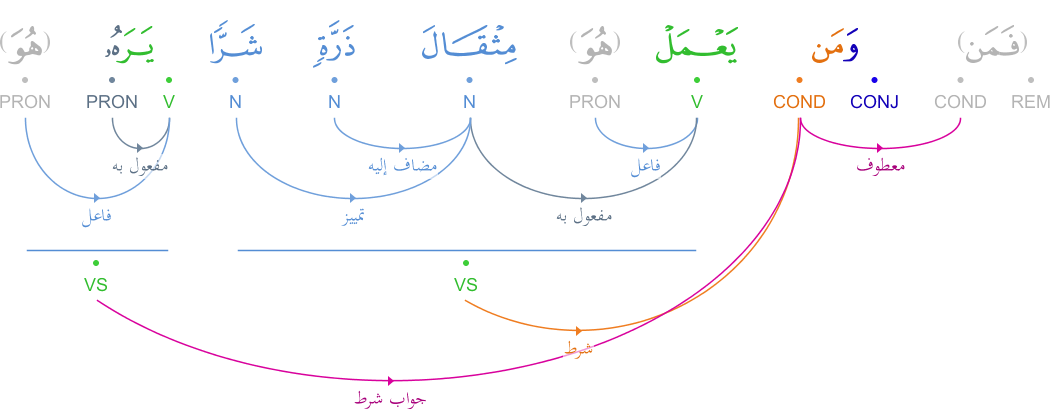 (فَمَن) وَمَن يَعْمَلْ (هُوَ) مِثْقَالَ ذَرَّةٍ شَرًّا يَرَهُۥ (هُوَ)
REM COND CONJ COND V PRON N N N V PRON PRON
معطوف فاعل مضاف إليه مفعول به
مفعول به تمييز فاعل
VS VS
شرط
جواب شرط